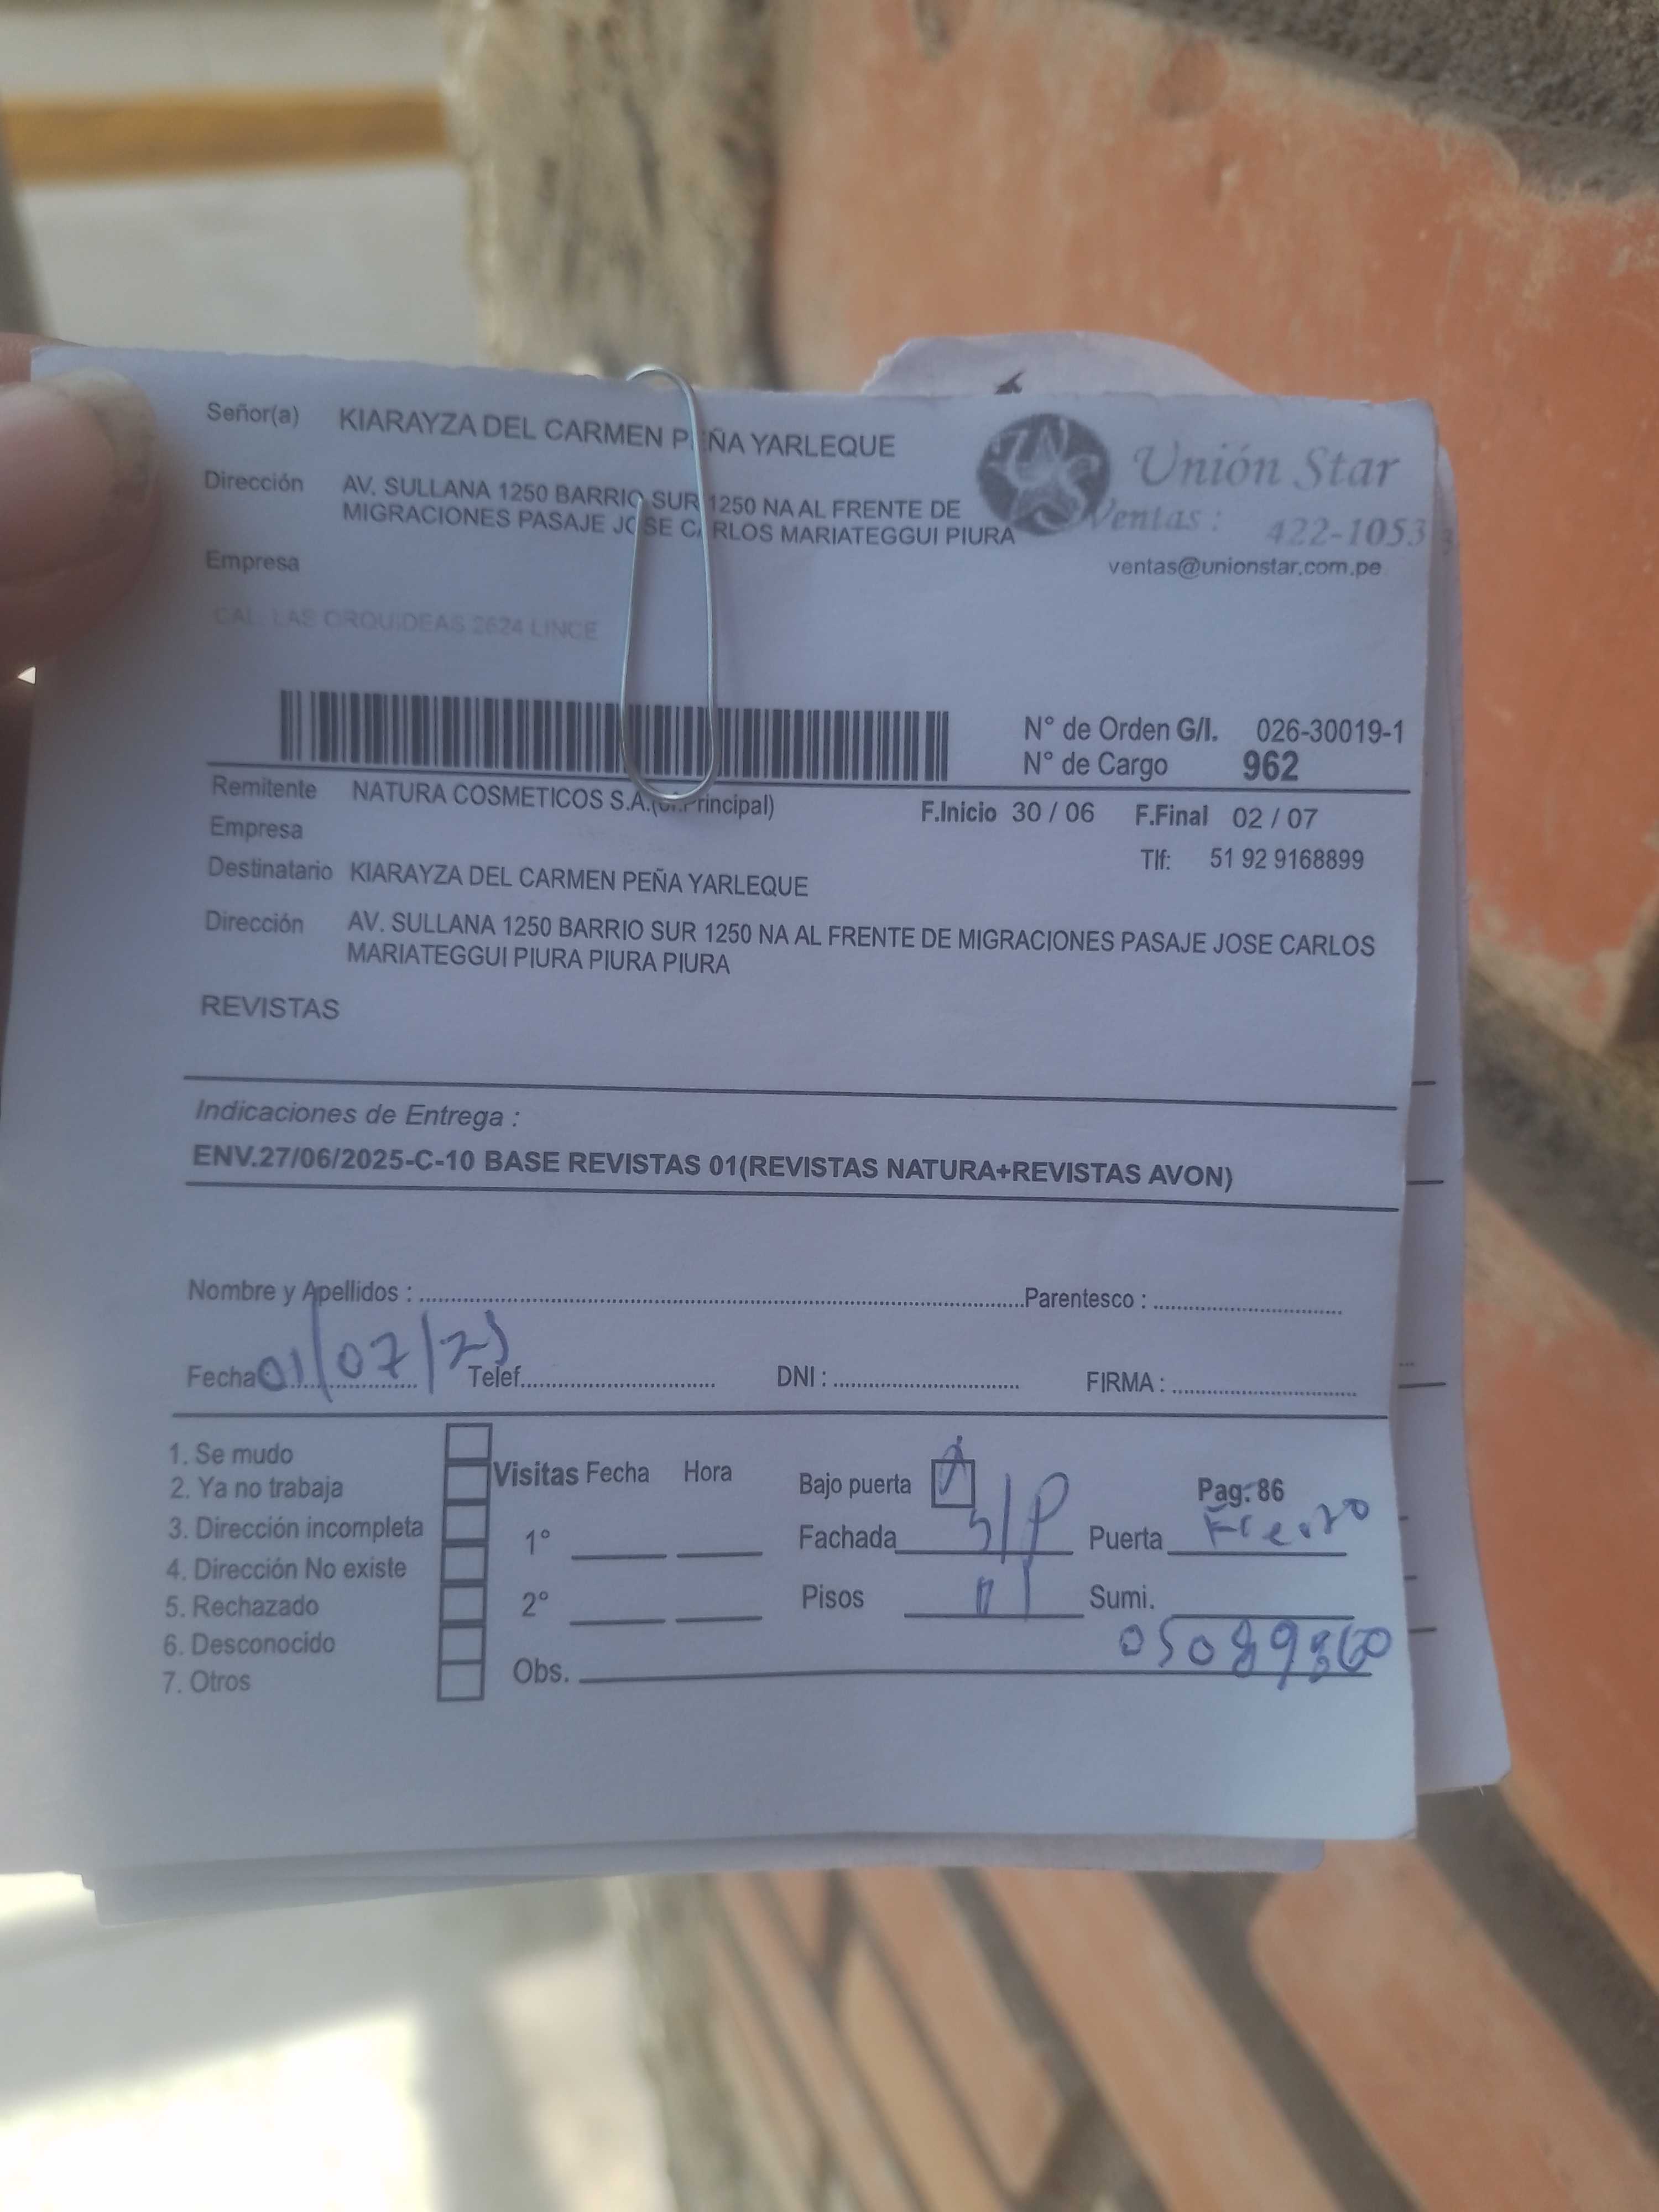 Señor(a) KIARAYZA DEL CARMEN PEÑA YARLEQUE
Dirección AV. SULLANA 1250 BARRIO SUR 1250 NA AL FRENTE DE
MIGRACIONES PASAJE JOSE CARLOS MARIATEGGUI PIURA
Unión Star
Ventas : 422-1053
ventas@unionstar.com.pe
Empresa
CAL. LAS ORQUIDEAS 2624 LINCE
N° de Orden G/I. 026-30019-1
N° de Cargo 962
Remitente NATURA COSMETICOS S.A. Principal) F.Inicio 30 / 06 F.Final 02 / 07
Empresa
Tlf: 51 92 9168899
Destinatario KIARAYZA DEL CARMEN PEÑA YARLEQUE
Dirección AV. SULLANA 1250 BARRIO SUR 1250 NA AL FRENTE DE MIGRACIONES PASAJE JOSE CARLOS
MARIATEGGUI PIURA PIURA PIURA
REVISTAS
Indicaciones de Entrega :
ENV.27/06/2025-C-10 BASE REVISTAS 01(REVISTAS NATURA+REVISTAS AVON)
Nombre y Apellidos : Parentesco :
Fecha 01/07/25 Telef. DNI : FIRMA :
1. Se mudo
2. Ya no trabaja
3. Dirección incompleta
4. Dirección No existe
5. Rechazado
6. Desconocido
7. Otros
Visitas Fecha Hora
1°
2°
Obs.
Bajo puerta
Pag: 86
Fachada S/P Puerta Fierro
Pisos Sumi.